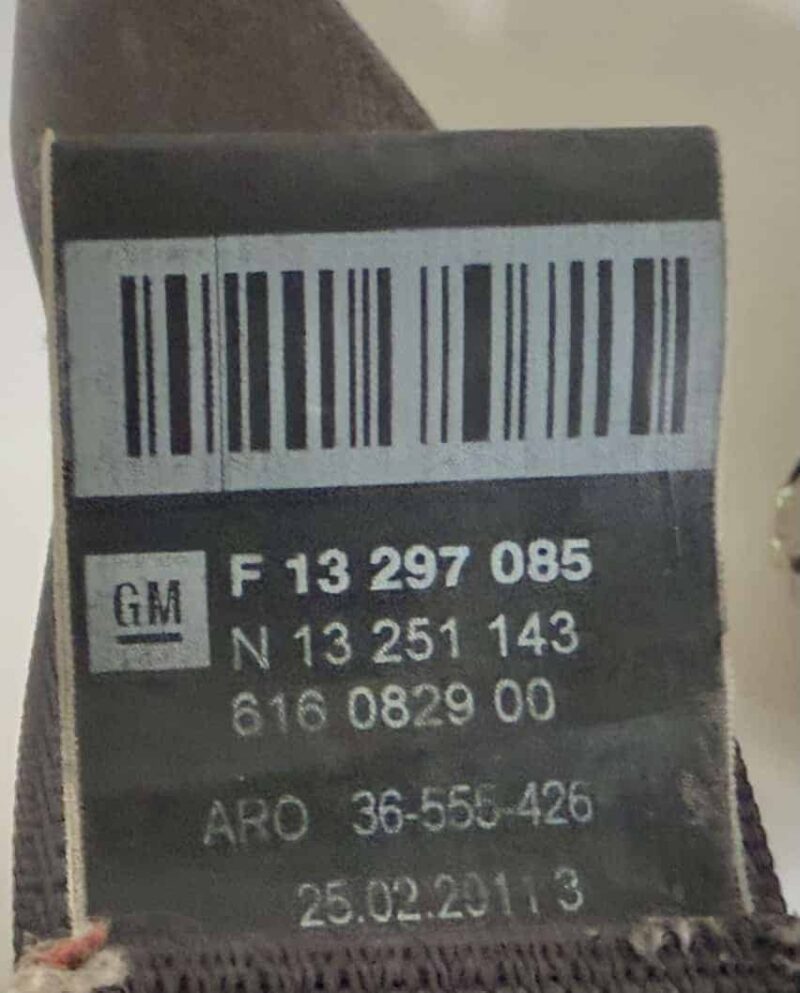 GM
F 13 297 085
N 13 251 143
616 0829 00
ARO 36-555-426
25.02.2011 3